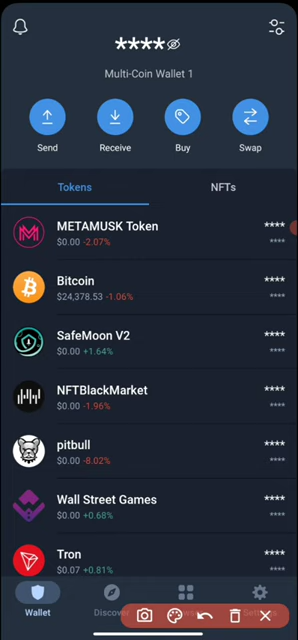 ****
Multi-Coin Wallet 1
Send Receive Buy Swap
Tokens NFTs
METAMUSK Token ****
$0.00 -2.07% ****
Bitcoin ****
$24,378.53 -1.06% ****
SafeMoon V2 ****
$0.00 +1.64% ****
NFTBlackMarket ****
$0.00 -1.96% ****
pitbull ****
$0.00 -8.02% ****
Wall Street Games ****
$0.00 +0.68% ****
Tron ****
$0.07 +0.81%
Wallet Discover